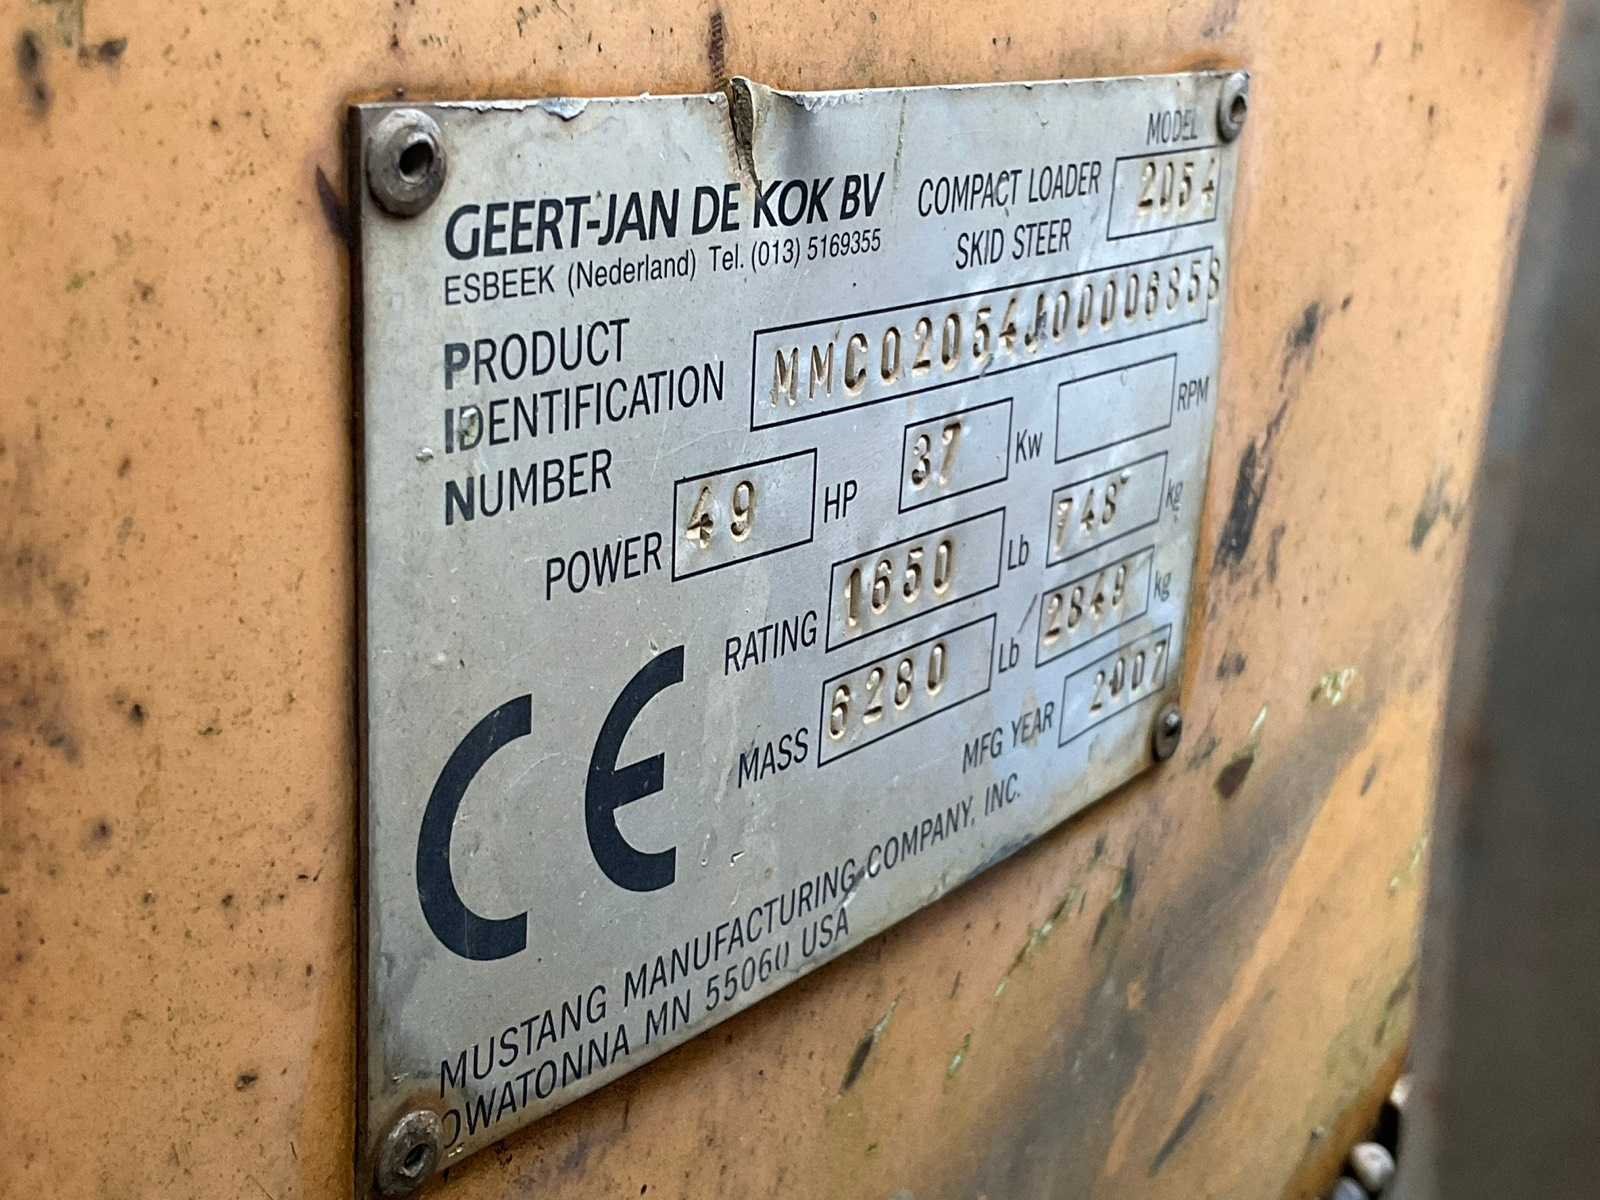 GEERT-JAN DE KOK BV
ESBEEK (Nederland) Tel. (013) 5169355
COMPACT LOADER
SKID STEER
MODEL
2054
PRODUCT
IDENTIFICATION
NUMBER
MMC02054J00006858
POWER 49 HP 37 Kw RPM
RATING 1650 Lb 748 kg
MASS 6280 Lb 2849 kg
MFG YEAR 2007
CE
MUSTANG MANUFACTURING COMPANY, INC.
OWATONNA MN 55060 USA